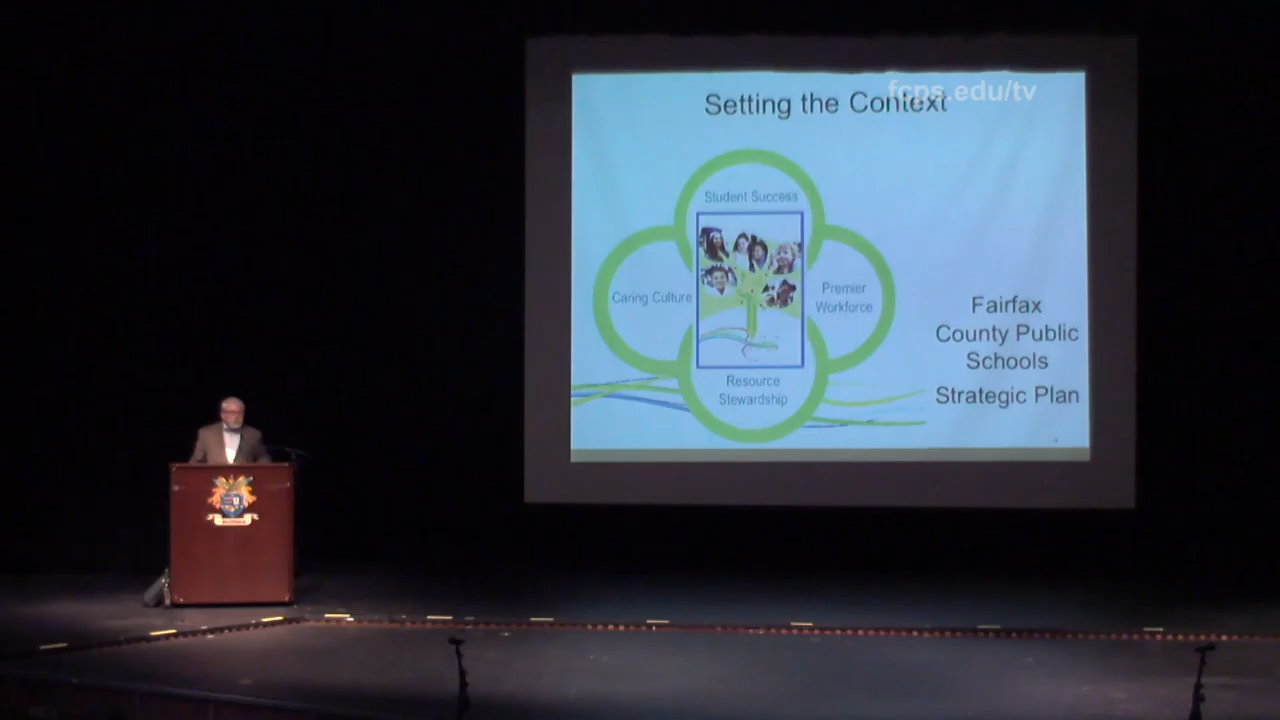 fcps.edu/tv
Setting the Context
Student Success
Caring Culture
Premier
Workforce
Resource
Stewardship
Fairfax
County Public
Schools
Strategic Plan